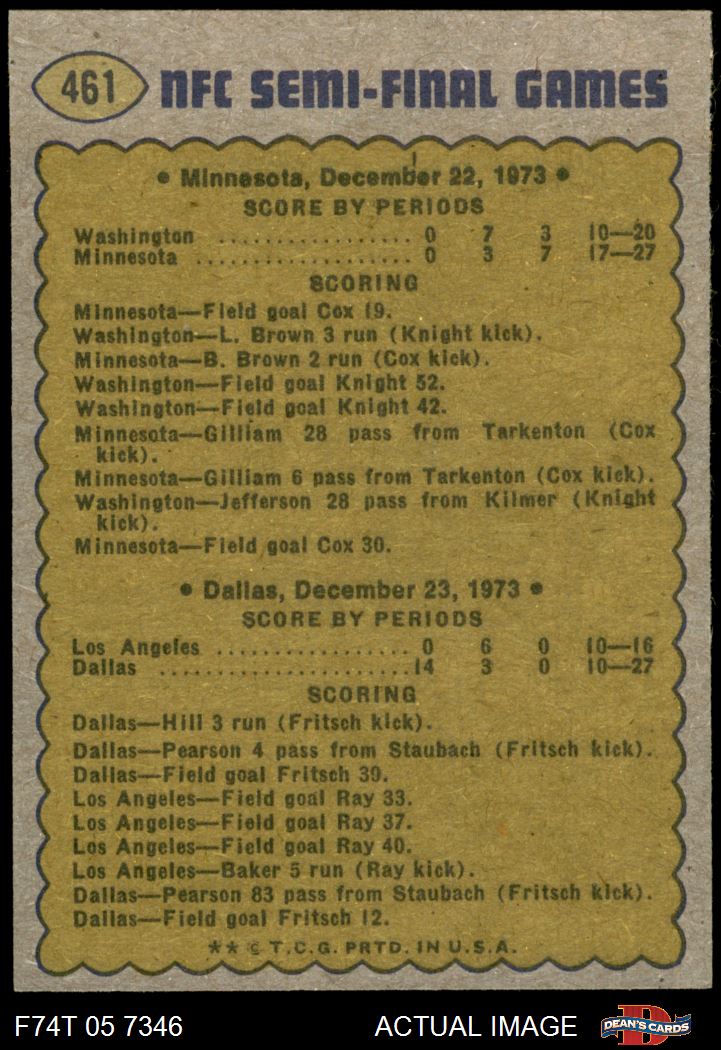 461 NFC SEMI-FINAL GAMES
• Minnesota, December 22, 1973 •
SCORE BY PERIODS
Washington .................. 0 7 3 10—20
Minnesota .................... 0 3 7 17—27
SCORING
Minnesota—Field goal Cox 19.
Washington—L. Brown 3 run (Knight kick).
Minnesota—B. Brown 2 run (Cox kick).
Washington—Field goal Knight 52.
Washington—Field goal Knight 42.
Minnesota—Gilliam 28 pass from Tarkenton (Cox
kick).
Minnesota—Gilliam 6 pass from Tarkenton (Cox kick).
Washington—Jefferson 28 pass from Kilmer (Knight
kick).
Minnesota—Field goal Cox 30.
• Dallas, December 23, 1973 •
SCORE BY PERIODS
Los Angeles .................. 0 6 0 10—16
Dallas ........................14 3 0 10—27
SCORING
Dallas—Hill 3 run (Fritsch kick).
Dallas—Pearson 4 pass from Staubach (Fritsch kick).
Dallas—Field goal Fritsch 39.
Los Angeles—Field goal Ray 33.
Los Angeles—Field goal Ray 37.
Los Angeles—Field goal Ray 40.
Los Angeles—Baker 5 run (Ray kick).
Dallas—Pearson 83 pass from Staubach (Fritsch kick).
Dallas—Field goal Fritsch 12.
** © T.C.G. PRTD. IN U.S.A.
F74T 05 7346 ACTUAL IMAGE D DEAN'S CARDS